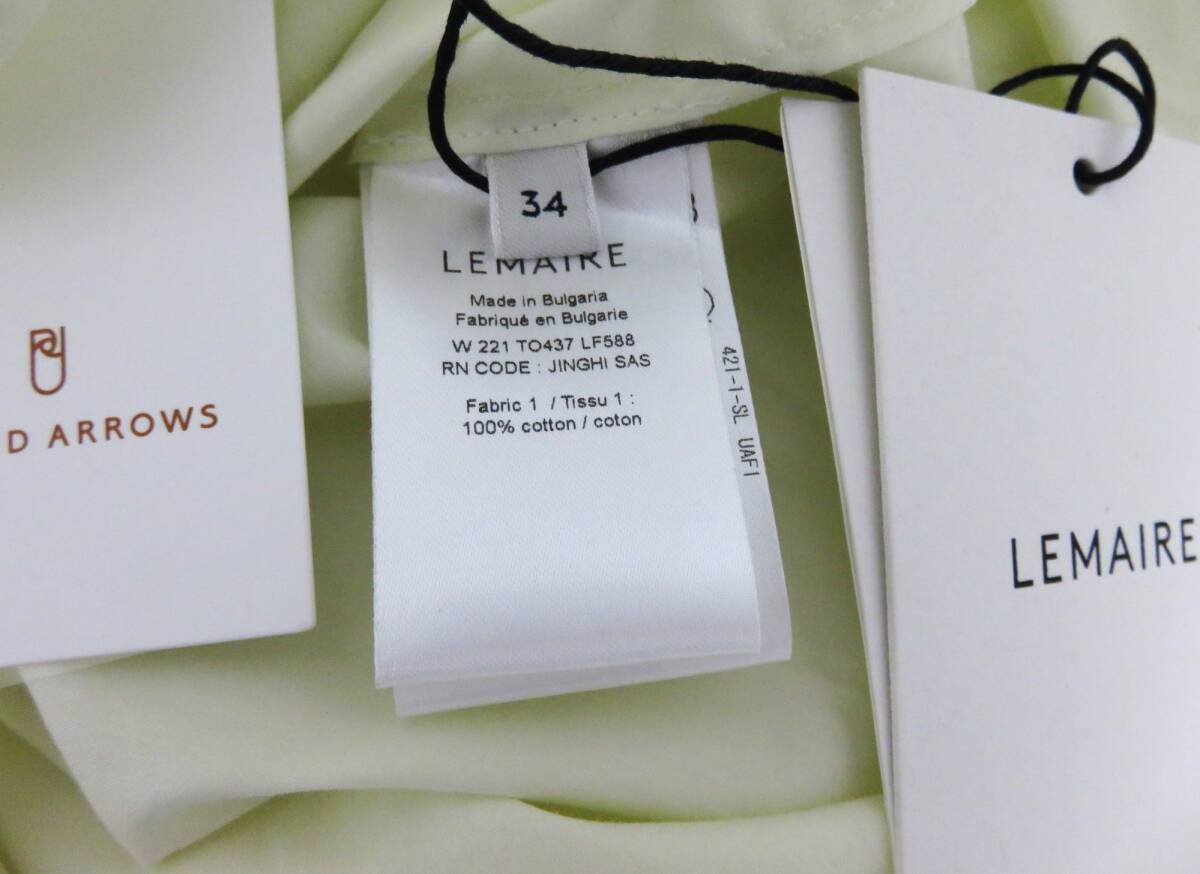 D ARROWS
34
LEMAIRE
Made in Bulgaria
Fabriqué en Bulgarie
W 221 TO437 LF588
RN CODE : JINGHI SAS
Fabric 1 / Tissu 1 :
100% cotton / coton
421-1-SL UAF1
LEMAIRE